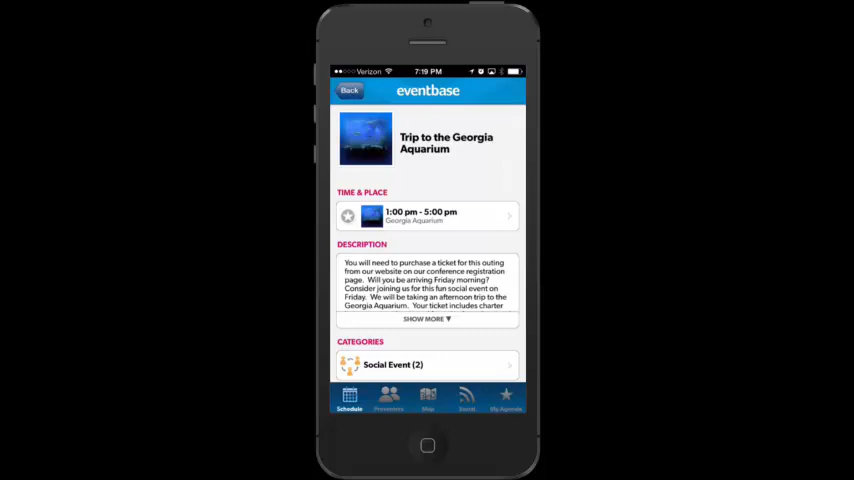 Verizon 7:19 PM
Back eventbase
Trip to the Georgia
Aquarium
TIME & PLACE
1:00 pm - 5:00 pm
Georgia Aquarium
DESCRIPTION
You will need to purchase a ticket for this outing
from our website on our conference registration
page. Will you be arriving Friday morning?
Consider joining us for this fun social event on
Friday. We will be taking an afternoon trip to the
Georgia Aquarium. Your ticket includes charter
SHOW MORE ▼
CATEGORIES
Social Event (2)
Schedule Presenters Map Social My Agenda